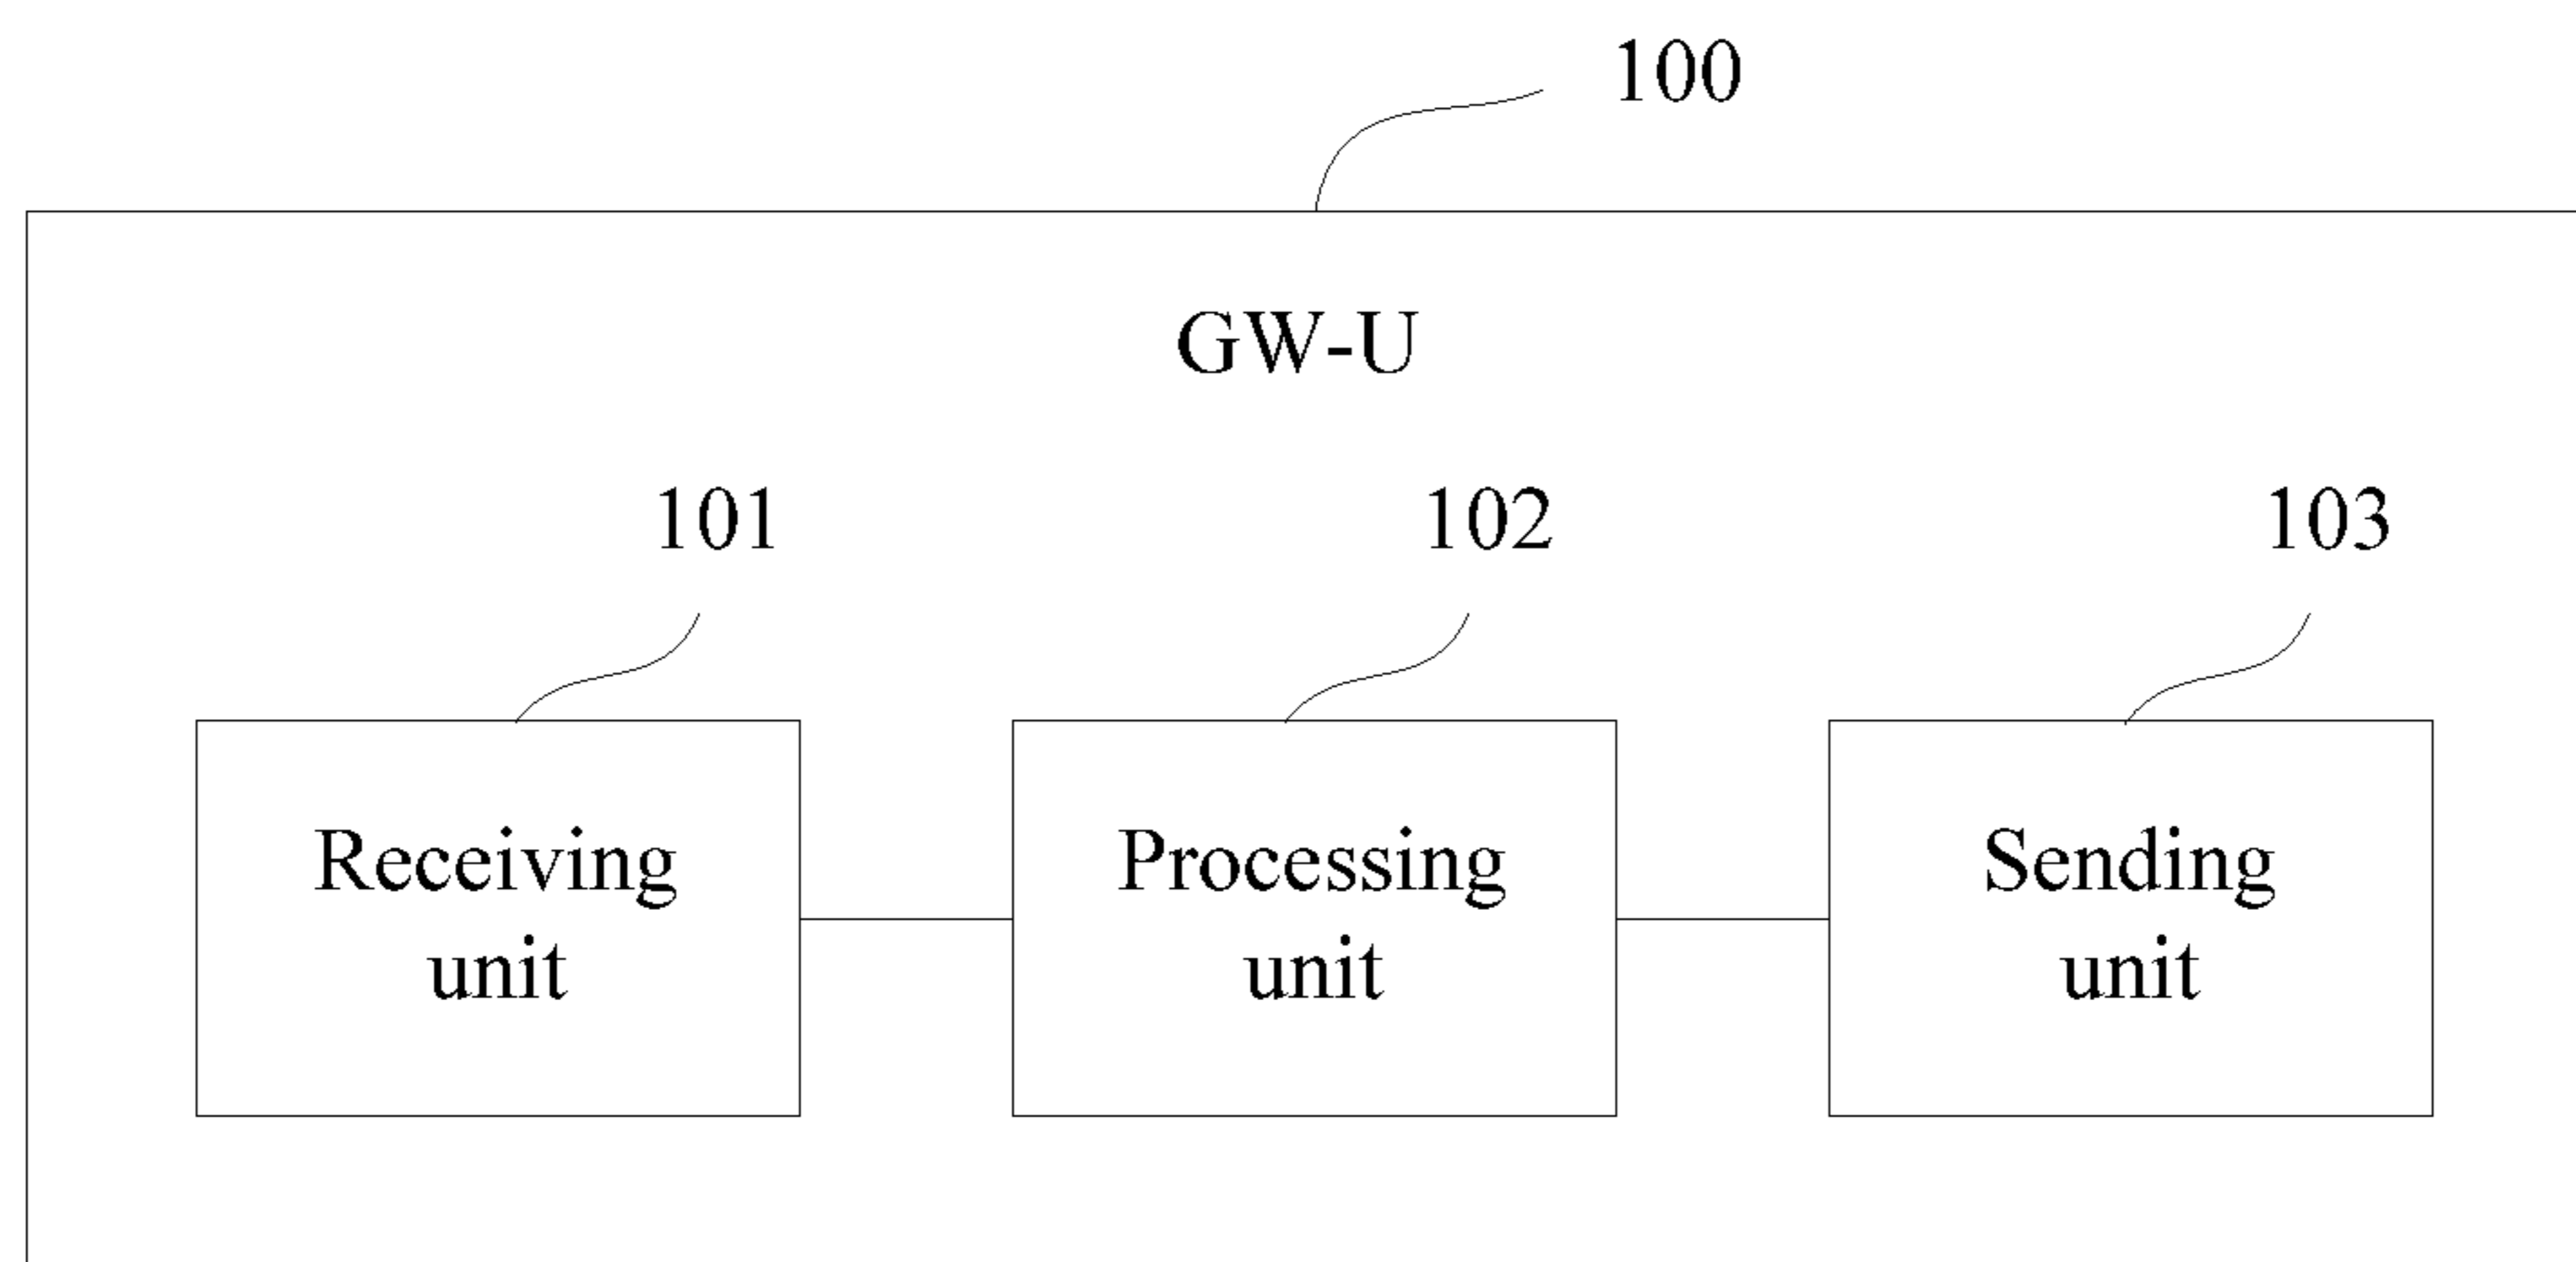 100
GW-U
101
102
103
Receiving
unit
Processing
unit
Sending
unit